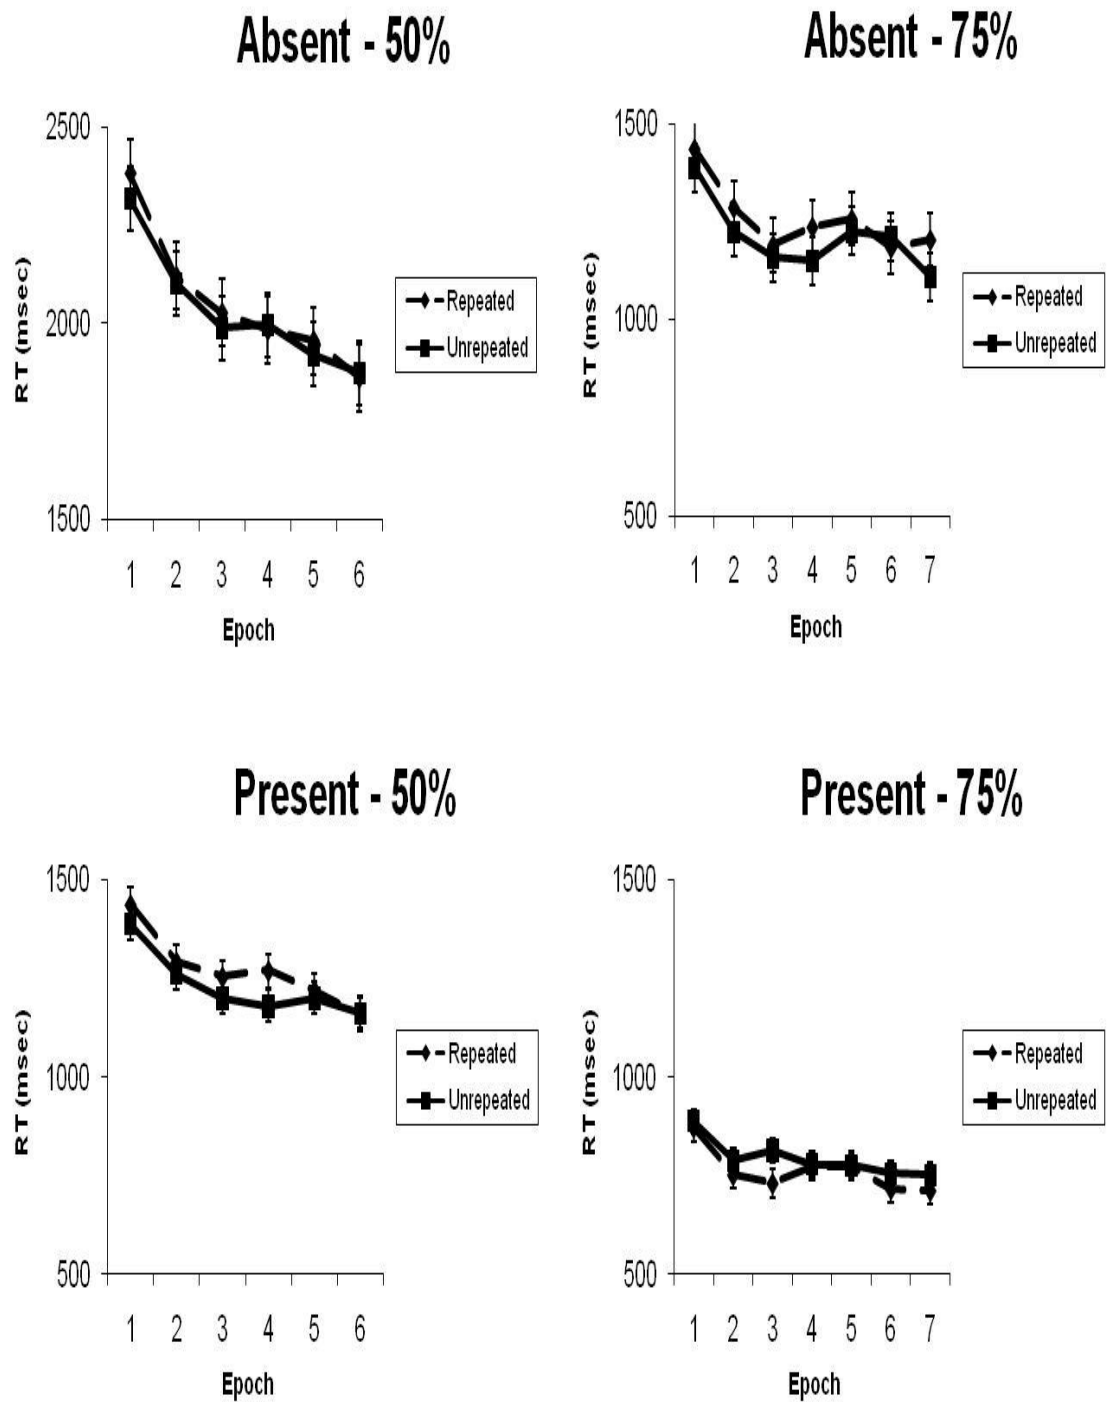 Absent - 50%
2500
2000
1500
RT (msec)
1 2 3 4 5 6
Epoch
Repeated
Unrepeated
Absent - 75%
1500
1000
500
RT (msec)
1 2 3 4 5 6 7
Epoch
Repeated
Unrepeated
Present - 50%
1500
1000
500
RT (msec)
1 2 3 4 5 6
Epoch
Repeated
Unrepeated
Present - 75%
1500
1000
500
RT (msec)
1 2 3 4 5 6 7
Epoch
Repeated
Unrepeated